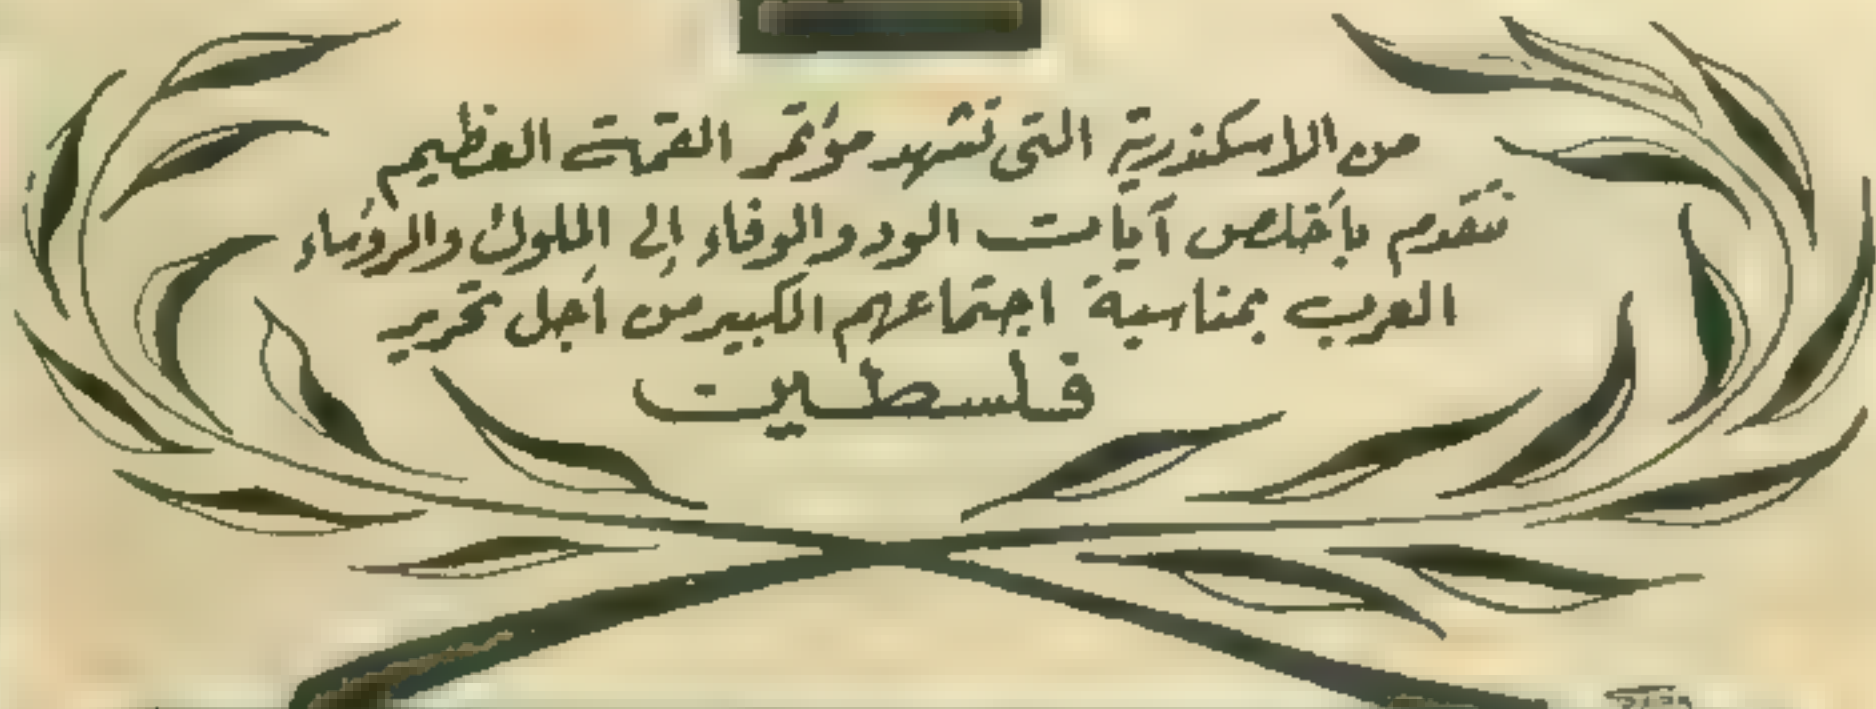 من الاسكندرية التى تشهد مؤتمر القمة العظيم
نتقدم بأخلص آيات الود والوفاء إلى الملوك والرؤساء
العرب بمناسبة اجتماعهم الكبير من أجل تحرير
فلسطين